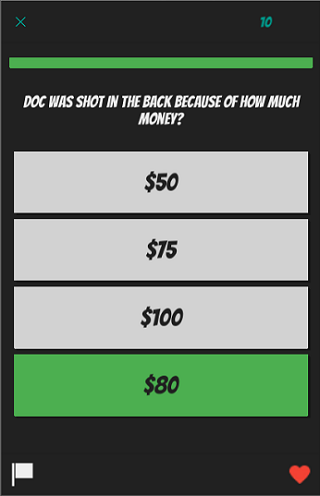 10
DOC WAS SHOT IN THE BACK BECAUSE OF HOW MUCH
MONEY?
$50
$75
$100
$80